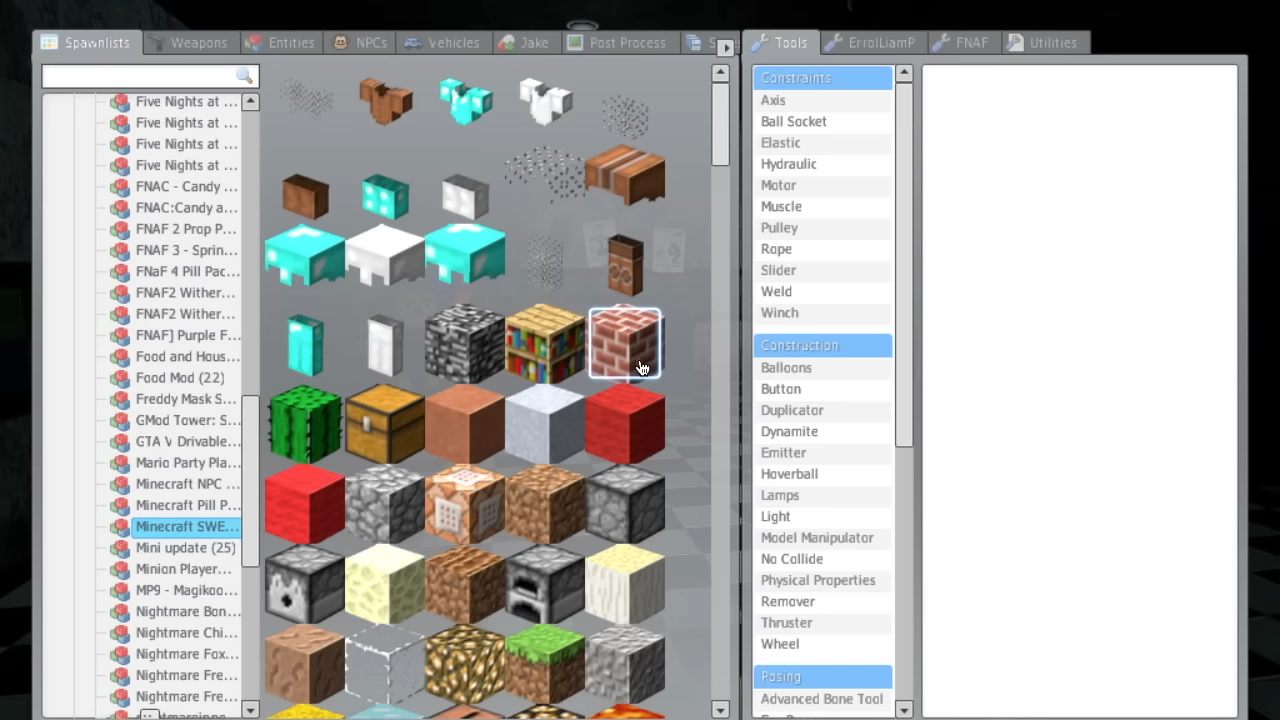 Spawnlists Weapons Entities NPCs Vehicles Jake Post Process S
Tools ErrolLiamP FNAF Utilities
Five Nights at ...
Five Nights at ...
Five Nights at ...
Five Nights at ...
FNAC - Candy ...
FNAC:Candy a...
FNAF 2 Prop P...
FNAF 3 - Sprin...
FNaF 4 Pill Pac...
FNAF2 Wither...
FNAF2 Wither...
FNAF] Purple F...
Food and Hous...
Food Mod (22)
Freddy Mask S...
GMod Tower: S...
GTA V Drivable...
Mario Party Pla...
Minecraft NPC ...
Minecraft Pill P...
Minecraft SWE...
Mini update (25)
Minion Player...
MP9 - Magikoo...
Nightmare Bon...
Nightmare Chi...
Nightmare Fox...
Nightmare Fre...
Nightmare Fre...
Constraints
Axis
Ball Socket
Elastic
Hydraulic
Motor
Muscle
Pulley
Rope
Slider
Weld
Winch
Construction
Balloons
Button
Duplicator
Dynamite
Emitter
Hoverball
Lamps
Light
Model Manipulator
No Collide
Physical Properties
Remover
Thruster
Wheel
Posing
Advanced Bone Tool